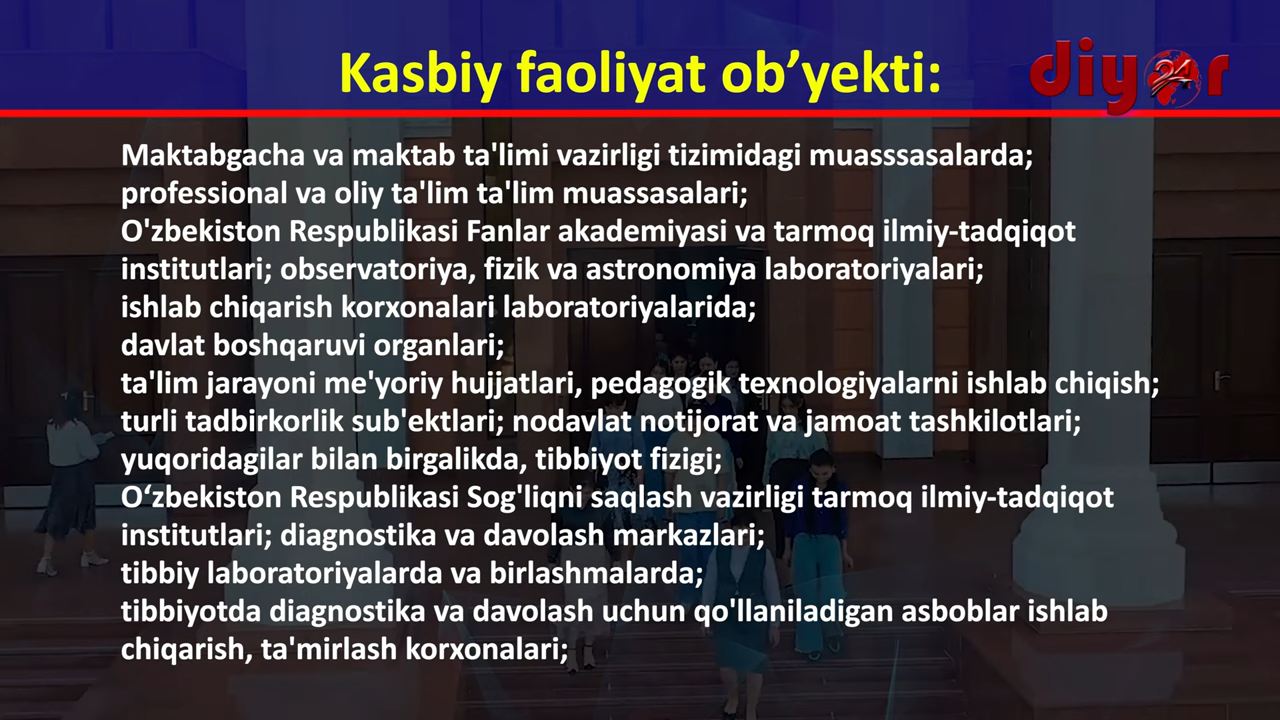 Kasbiy faoliyat ob’yekti:
diyor
24
Maktabgacha va maktab ta'limi vazirligi tizimidagi muasssasalarda;
professional va oliy ta'lim ta'lim muassasalari;
O'zbekiston Respublikasi Fanlar akademiyasi va tarmoq ilmiy-tadqiqot
institutlari; observatoriya, fizik va astronomiya laboratoriyalari;
ishlab chiqarish korxonalari laboratoriyalarida;
davlat boshqaruvi organlari;
ta'lim jarayoni me'yoriy hujjatlari, pedagogik texnologiyalarni ishlab chiqish;
turli tadbirkorlik sub'ektlari; nodavlat notijorat va jamoat tashkilotlari;
yuqoridagilar bilan birgalikda, tibbiyot fizigi;
O‘zbekiston Respublikasi Sog'liqni saqlash vazirligi tarmoq ilmiy-tadqiqot
institutlari; diagnostika va davolash markazlari;
tibbiy laboratoriyalarda va birlashmalarda;
tibbiyotda diagnostika va davolash uchun qo'llaniladigan asboblar ishlab
chiqarish, ta'mirlash korxonalari;